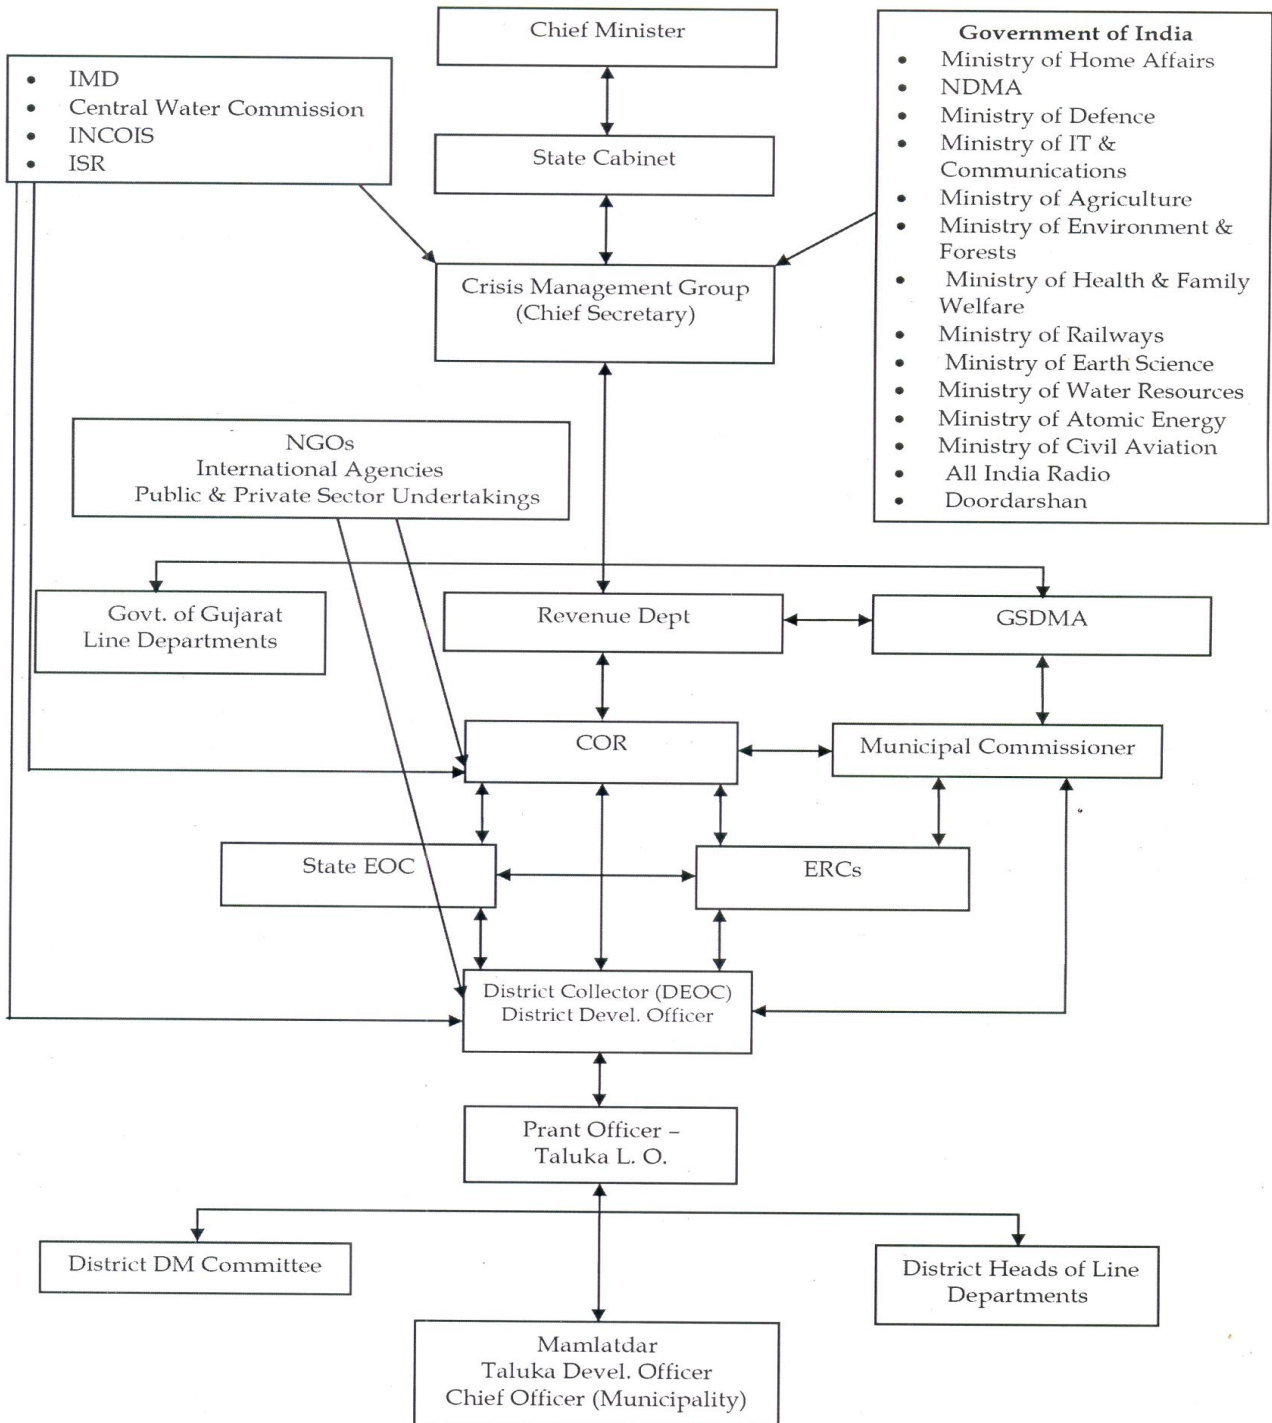 Chief Minister
Government of India
• Ministry of Home Affairs
• NDMA
• Ministry of Defence
• Ministry of IT &
Communications
• Ministry of Agriculture
• Ministry of Environment &
Forests
• Ministry of Health & Family
Welfare
• Ministry of Railways
• Ministry of Earth Science
• Ministry of Water Resources
• Ministry of Atomic Energy
• Ministry of Civil Aviation
• All India Radio
• Doordarshan
• IMD
• Central Water Commission
• INCOIS
• ISR
State Cabinet
Crisis Management Group
(Chief Secretary)
NGOs
International Agencies
Public & Private Sector Undertakings
Govt. of Gujarat
Line Departments
Revenue Dept
GSDMA
COR
Municipal Commissioner
State EOC
ERCs
District Collector (DEOC)
District Devel. Officer
Prant Officer –
Taluka L. O.
District DM Committee
District Heads of Line
Departments
Mamlatdar
Taluka Devel. Officer
Chief Officer (Municipality)